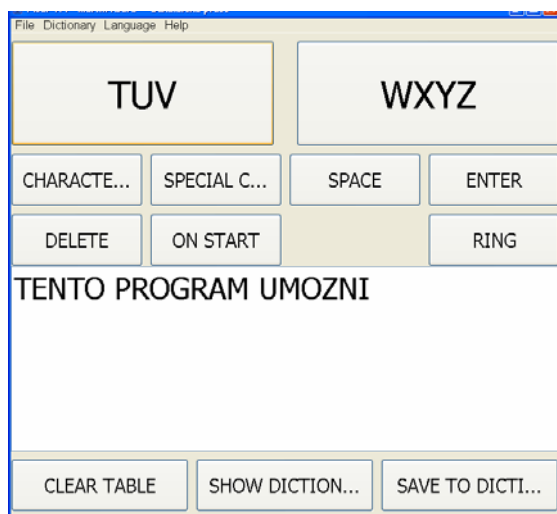 File Dictionary Language Help
TUV WXYZ
CHARACTE... SPECIAL C... SPACE ENTER
DELETE ON START RING
TENTO PROGRAM UMOZNI
CLEAR TABLE SHOW DICTION... SAVE TO DICTI...